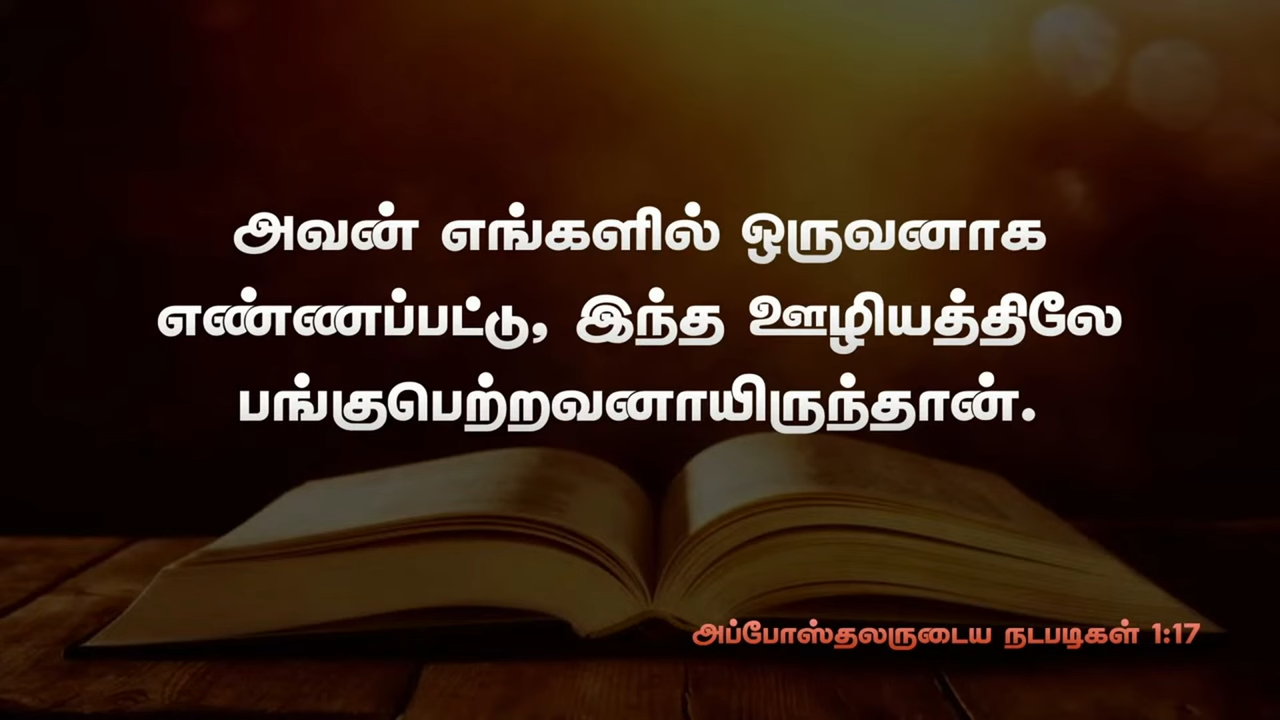 அவன் எங்களில் ஒருவனாக
எண்ணப்பட்டு, இந்த ஊழியத்திலே
பங்குபெற்றவனாயிருந்தான்.
அப்போஸ்தலருடைய நடபடிகள் 1:17